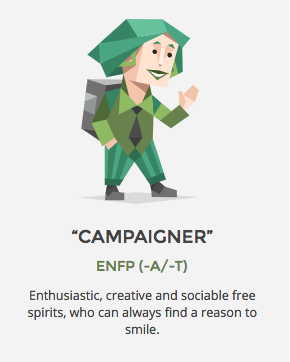 “CAMPAIGNER”
ENFP (-A/-T)
Enthusiastic, creative and sociable free
spirits, who can always find a reason to
smile.